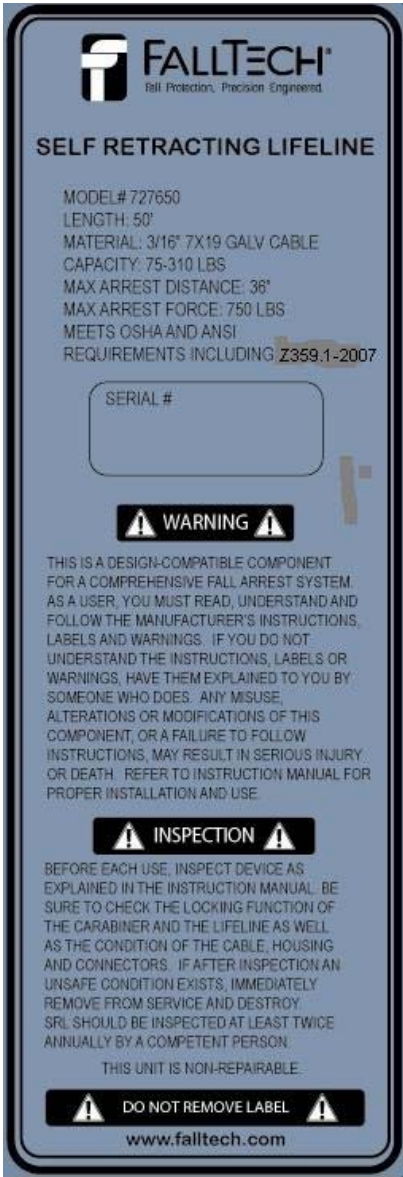 FALLTECH®
Fall Protection, Precision Engineered.
SELF RETRACTING LIFELINE
MODEL# 727650
LENGTH: 50'
MATERIAL: 3/16" 7X19 GALV CABLE
CAPACITY: 75-310 LBS
MAX ARREST DISTANCE: 36"
MAX ARREST FORCE: 750 LBS
MEETS OSHA AND ANSI
REQUIREMENTS INCLUDING Z359.1-2007
SERIAL #
WARNING
THIS IS A DESIGN-COMPATIBLE COMPONENT
FOR A COMPREHENSIVE FALL ARREST SYSTEM.
AS A USER, YOU MUST READ, UNDERSTAND AND
FOLLOW THE MANUFACTURER'S INSTRUCTIONS,
LABELS AND WARNINGS. IF YOU DO NOT
UNDERSTAND THE INSTRUCTIONS, LABELS OR
WARNINGS, HAVE THEM EXPLAINED TO YOU BY
SOMEONE WHO DOES. ANY MISUSE,
ALTERATIONS OR MODIFICATIONS OF THIS
COMPONENT, OR A FAILURE TO FOLLOW
INSTRUCTIONS, MAY RESULT IN SERIOUS INJURY
OR DEATH. REFER TO INSTRUCTION MANUAL FOR
PROPER INSTALLATION AND USE.
INSPECTION
BEFORE EACH USE, INSPECT DEVICE AS
EXPLAINED IN THE INSTRUCTION MANUAL. BE
SURE TO CHECK THE LOCKING FUNCTION OF
THE CARABINER AND THE LIFELINE AS WELL
AS THE CONDITION OF THE CABLE, HOUSING
AND CONNECTORS. IF AFTER INSPECTION AN
UNSAFE CONDITION EXISTS, IMMEDIATELY
REMOVE FROM SERVICE AND DESTROY.
SRL SHOULD BE INSPECTED AT LEAST TWICE
ANNUALLY BY A COMPETENT PERSON.
THIS UNIT IS NON-REPAIRABLE.
DO NOT REMOVE LABEL
www.falltech.com